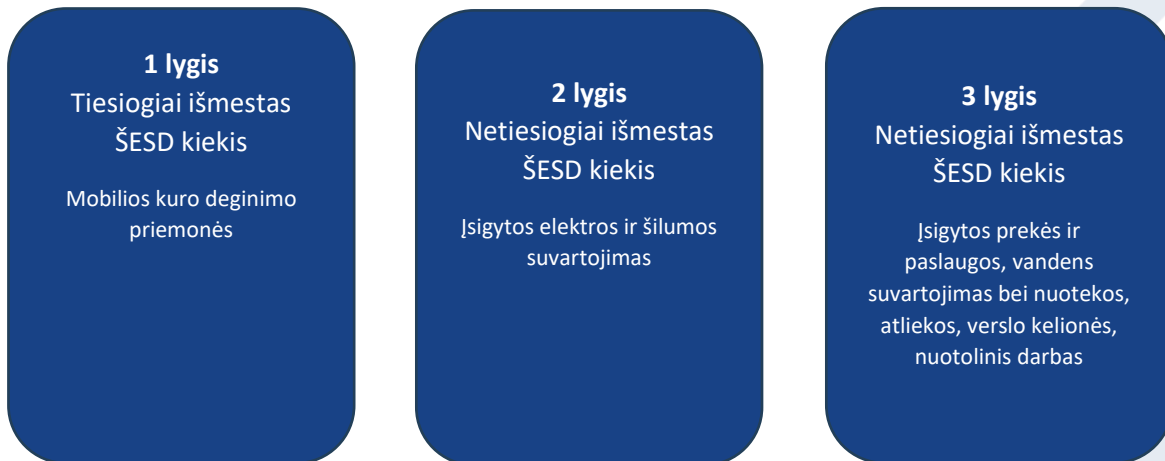 1 lygis
Tiesiogiai išmestas
ŠESD kiekis
Mobilios kuro deginimo
priemonės
2 lygis
Netiesiogiai išmestas
ŠESD kiekis
Įsigytos elektros ir šilumos
suvartojimas
3 lygis
Netiesiogiai išmestas
ŠESD kiekis
Įsigytos prekės ir
paslaugos, vandens
suvartojimas bei nuotekos,
atliekos, verslo kelionės,
nuotolinis darbas